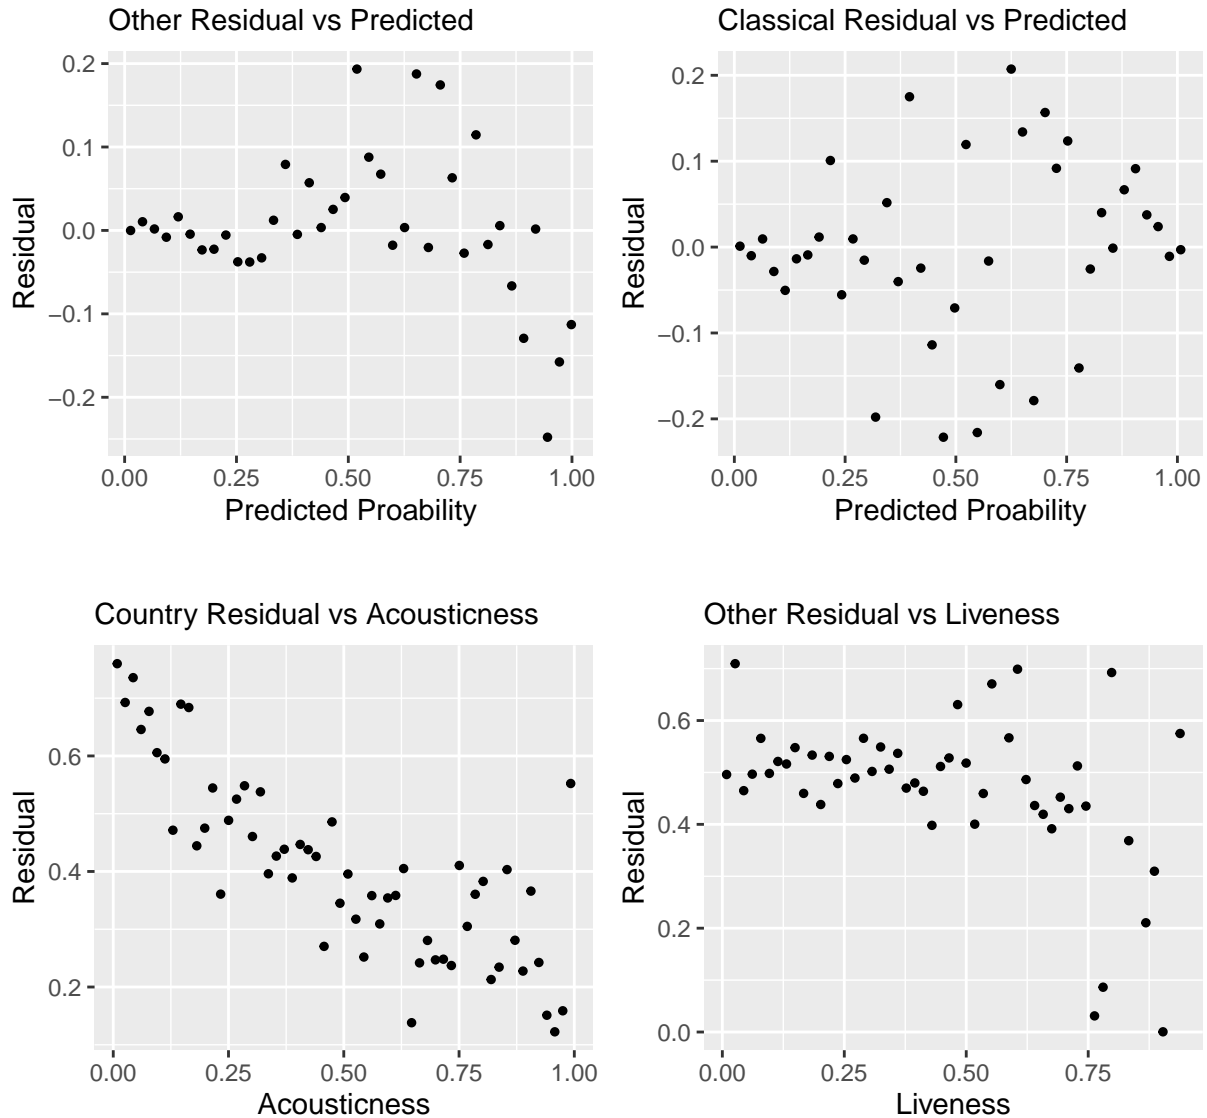 Other Residual vs Predicted
0.2
0.1
0.0
−0.1
−0.2
Residual
0.00 0.25 0.50 0.75 1.00
Predicted Proability
Classical Residual vs Predicted
0.2
0.1
0.0
−0.1
−0.2
Residual
0.00 0.25 0.50 0.75 1.00
Predicted Proability
Country Residual vs Acousticness
0.6
0.4
0.2
Residual
0.00 0.25 0.50 0.75 1.00
Acousticness
Other Residual vs Liveness
0.6
0.4
0.2
0.0
Residual
0.00 0.25 0.50 0.75
Liveness